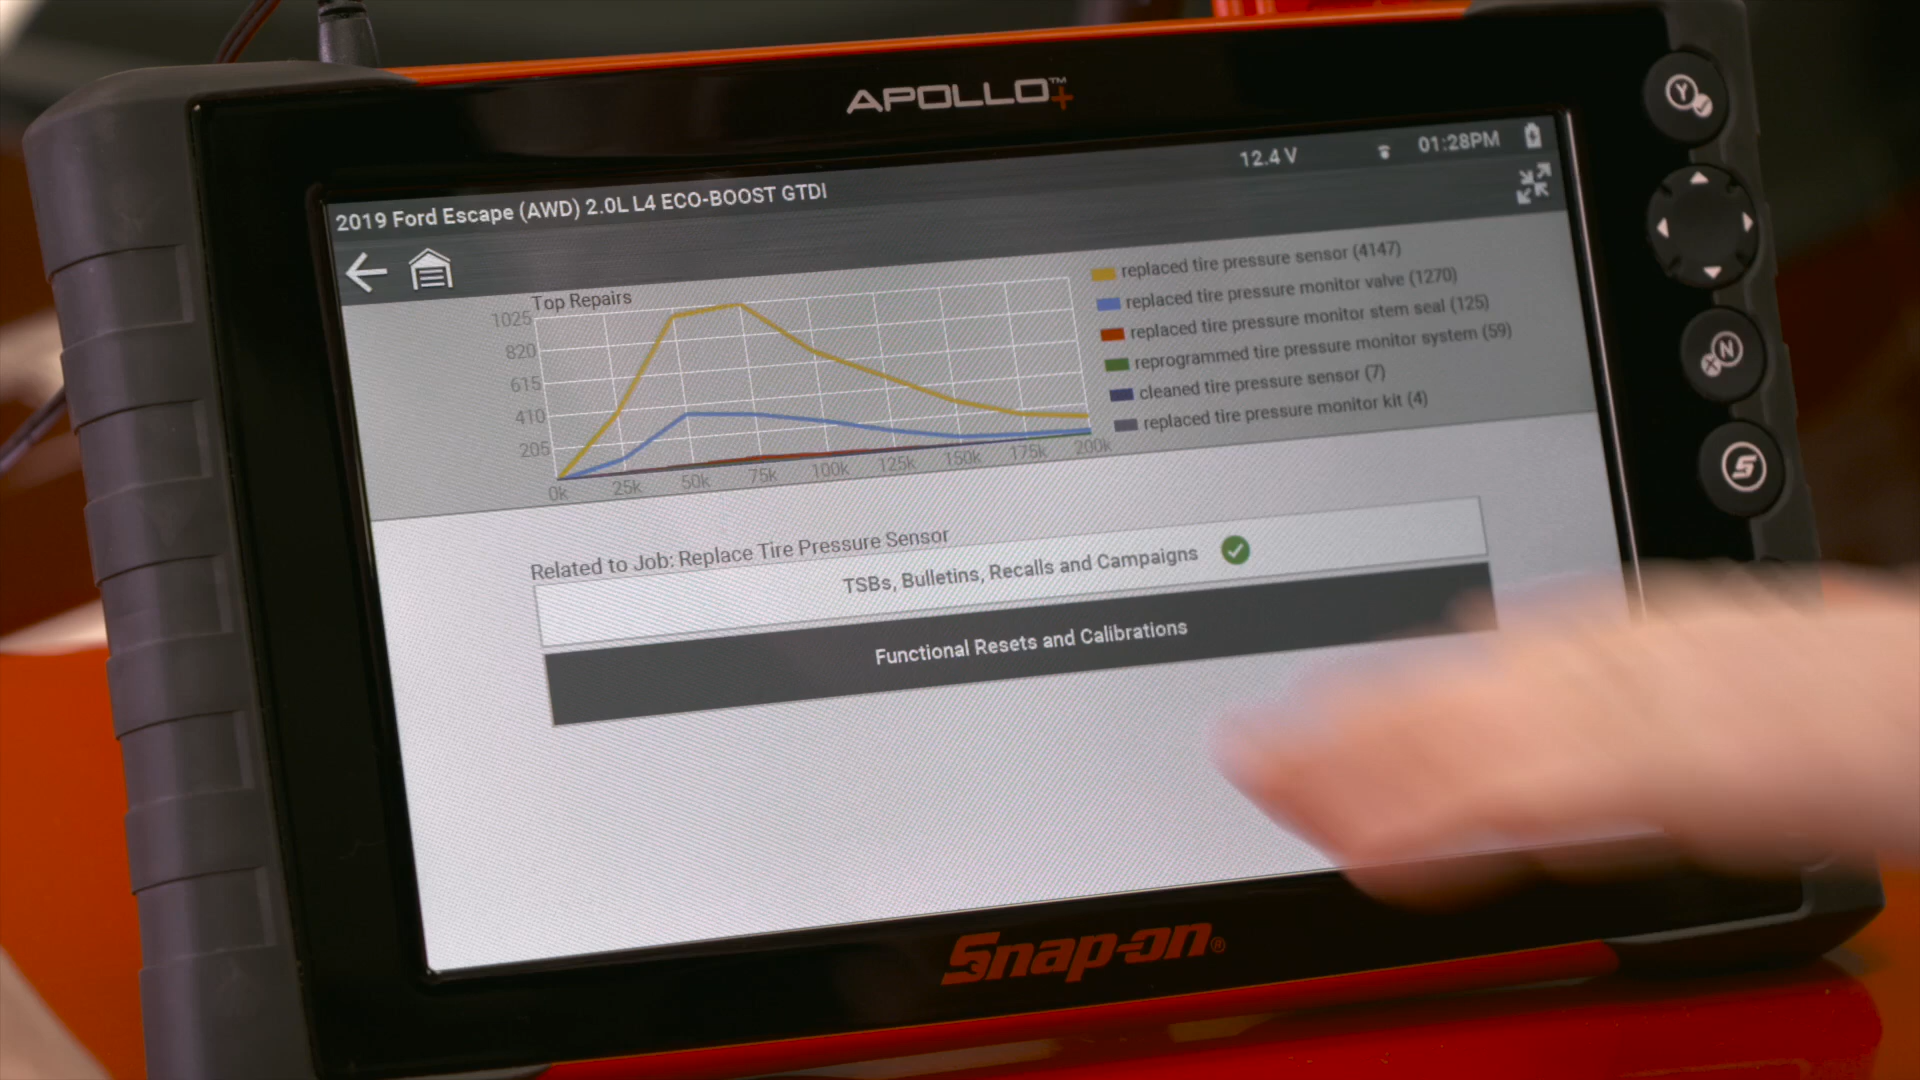 APOLLO+™
12.4 V 01:28PM
2019 Ford Escape (AWD) 2.0L L4 ECO-BOOST GTDI
Top Repairs
1025
820
615
410
205
0k 25k 50k 75k 100k 125k 150k 175k 200k
replaced tire pressure sensor (4147)
replaced tire pressure monitor valve (1270)
replaced tire pressure monitor stem seal (125)
reprogrammed tire pressure monitor system (59)
cleaned tire pressure sensor (7)
replaced tire pressure monitor kit (4)
Related to Job: Replace Tire Pressure Sensor
TSBs, Bulletins, Recalls and Campaigns
Functional Resets and Calibrations
Y
N
S
Snap-on®